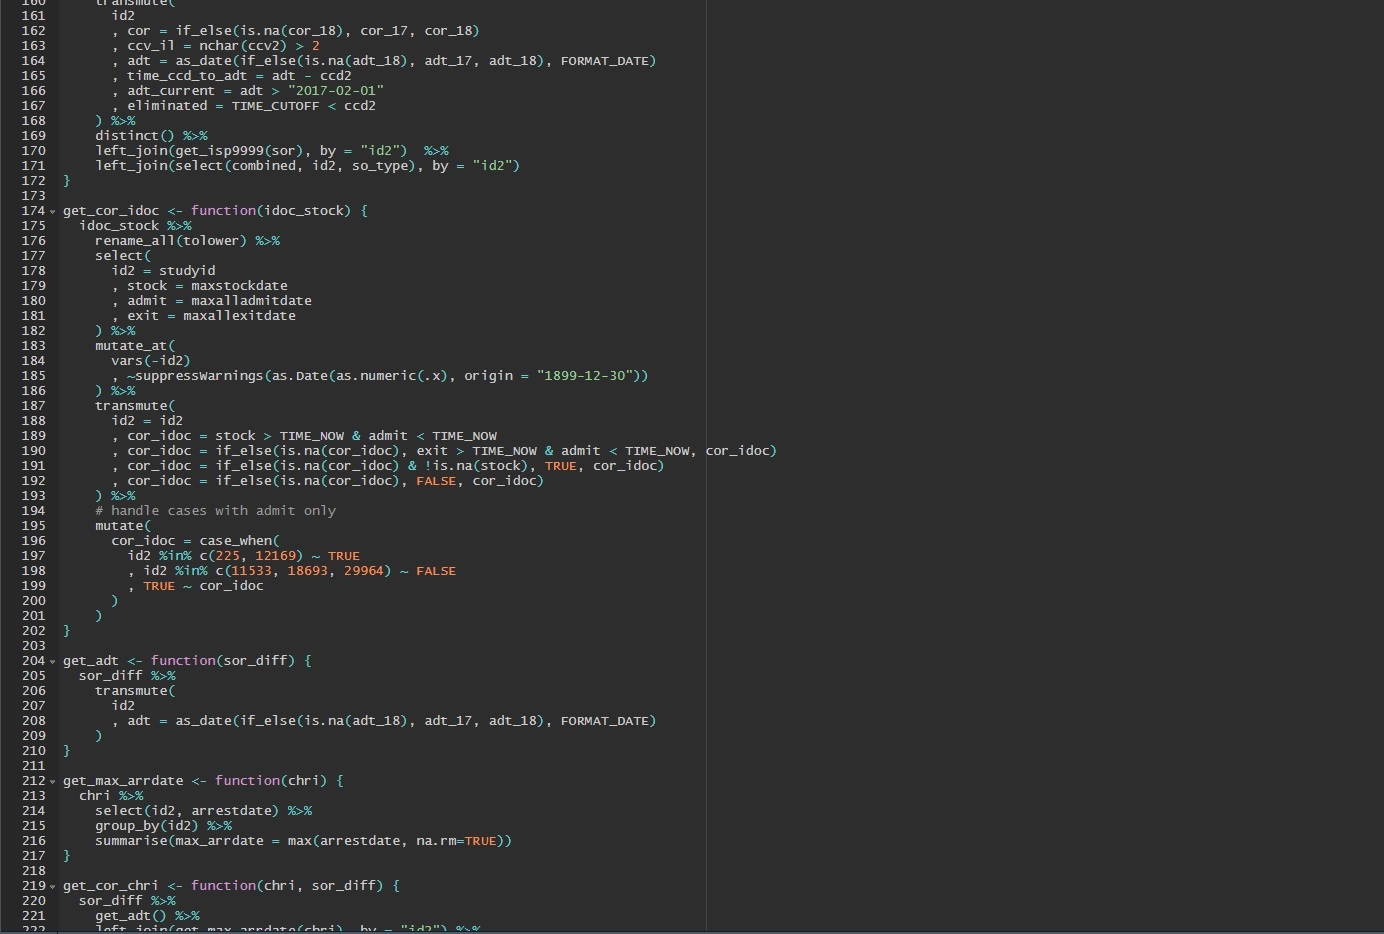 160 transmute(
161 id2
162 , cor = if_else(is.na(cor_18), cor_17, cor_18)
163 , ccv_il = nchar(ccv2) > 2
164 , adt = as_date(if_else(is.na(adt_18), adt_17, adt_18), FORMAT_DATE)
165 , time_ccd_to_adt = adt - ccd2
166 , adt_current = adt > "2017-02-01"
167 , eliminated = TIME_CUTOFF < ccd2
168 ) %>%
169 distinct() %>%
170 left_join(get_isp9999(sor), by = "id2")  %>%
171 left_join(select(combined, id2, so_type), by = "id2")
172 }
173
174 get_cor_idoc <- function(idoc_stock) {
175 idoc_stock %>%
176 rename_all(tolower) %>%
177 select(
178 id2 = studyid
179 , stock = maxstockdate
180 , admit = maxalladmitdate
181 , exit = maxallexitdate
182 ) %>%
183 mutate_at(
184 vars(-id2)
185 , ~suppressWarnings(as.Date(as.numeric(.x), origin = "1899-12-30"))
186 ) %>%
187 transmute(
188 id2 = id2
189 , cor_idoc = stock > TIME_NOW & admit < TIME_NOW
190 , cor_idoc = if_else(is.na(cor_idoc), exit > TIME_NOW & admit < TIME_NOW, cor_idoc)
191 , cor_idoc = if_else(is.na(cor_idoc) & !is.na(stock), TRUE, cor_idoc)
192 , cor_idoc = if_else(is.na(cor_idoc), FALSE, cor_idoc)
193 ) %>%
194 # handle cases with admit only
195 mutate(
196 cor_idoc = case_when(
197 id2 %in% c(225, 12169) ~ TRUE
198 , id2 %in% c(11533, 18693, 29964) ~ FALSE
199 , TRUE ~ cor_idoc
200 )
201 )
202 }
203
204 get_adt <- function(sor_diff) {
205 sor_diff %>%
206 transmute(
207 id2
208 , adt = as_date(if_else(is.na(adt_18), adt_17, adt_18), FORMAT_DATE)
209 )
210 }
211
212 get_max_arrdate <- function(chri) {
213 chri %>%
214 select(id2, arrestdate) %>%
215 group_by(id2) %>%
216 summarise(max_arrdate = max(arrestdate, na.rm=TRUE))
217 }
218
219 get_cor_chri <- function(chri, sor_diff) {
220 sor_diff %>%
221 get_adt() %>%
222 left_join(get_max_arrdate(chri), by = "id2") %>%